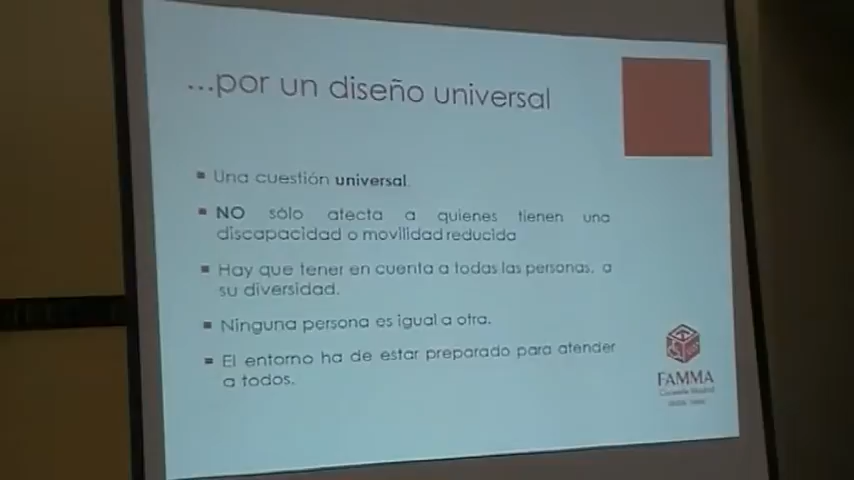 ...por un diseño universal
Una cuestión universal.
NO sólo afecta a quienes tienen una
discapacidad o movilidad reducida
Hay que tener en cuenta a todas las personas, a
su diversidad.
Ninguna persona es igual a otra.
El entorno ha de estar preparado para atender
a todos.
FAMMA
Cocemfe Madrid